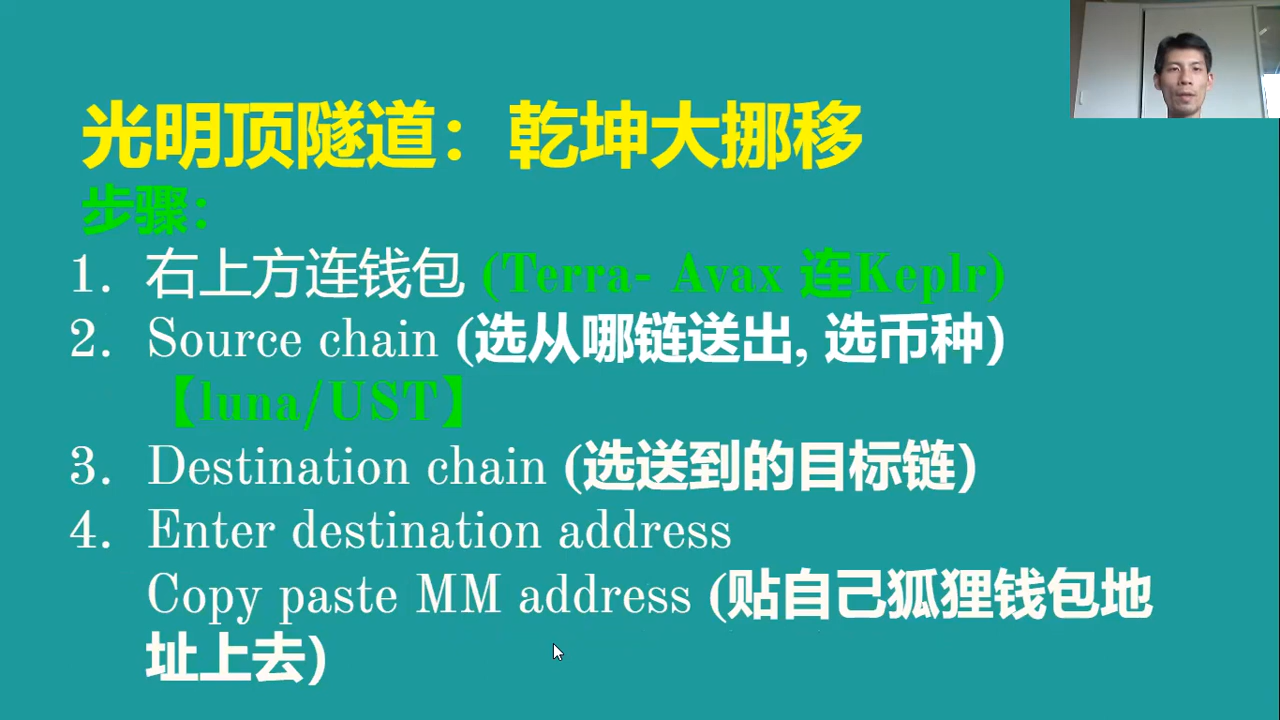 光明顶隧道：乾坤大挪移
步骤：
1. 右上方连钱包 (Terra- Avax 连Keplr)
2. Source chain (选从哪链送出, 选币种)
【luna/UST】
3. Destination chain (选送到的目标链)
4. Enter destination address
Copy paste MM address (贴自己狐狸钱包地
址上去)